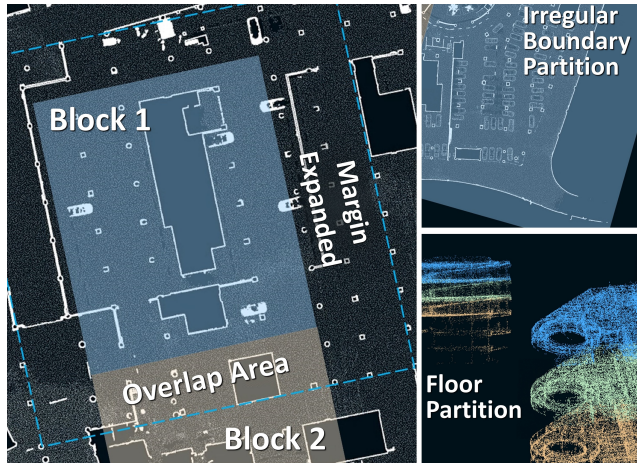 Block 1
Margin
Expanded
Overlap Area
Block 2
Irregular
Boundary
Partition
Floor
Partition